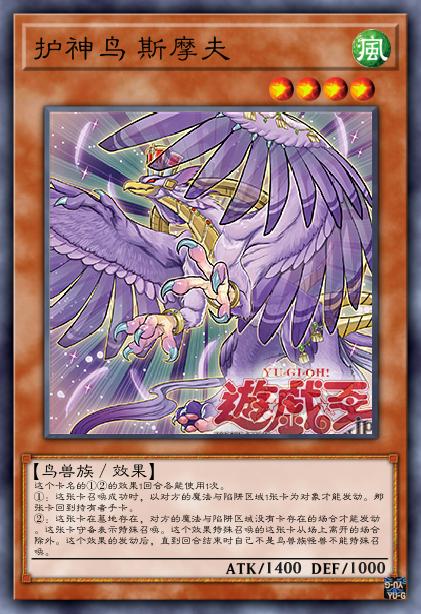 护神鸟 斯摩夫
風
YU-GI-OH!
遊戯王
.jp
【鸟兽族／效果】
这个卡名的①②的效果1回合各能使用1次。
①：这张卡召唤成功时，以对方的魔法与陷阱区域1张卡为对象才能发动。那
张卡回到持有者手卡。
②：这张卡在墓地存在，对方的魔法与陷阱区域没有卡存在的场合才能发动
。这张卡守备表示特殊召唤。这个效果特殊召唤的这张卡从场上离开的场合
除外。这个效果的发动后，直到回合结束时自己不是鸟兽族怪兽不能特殊召
唤。
ATK/1400 DEF/1000